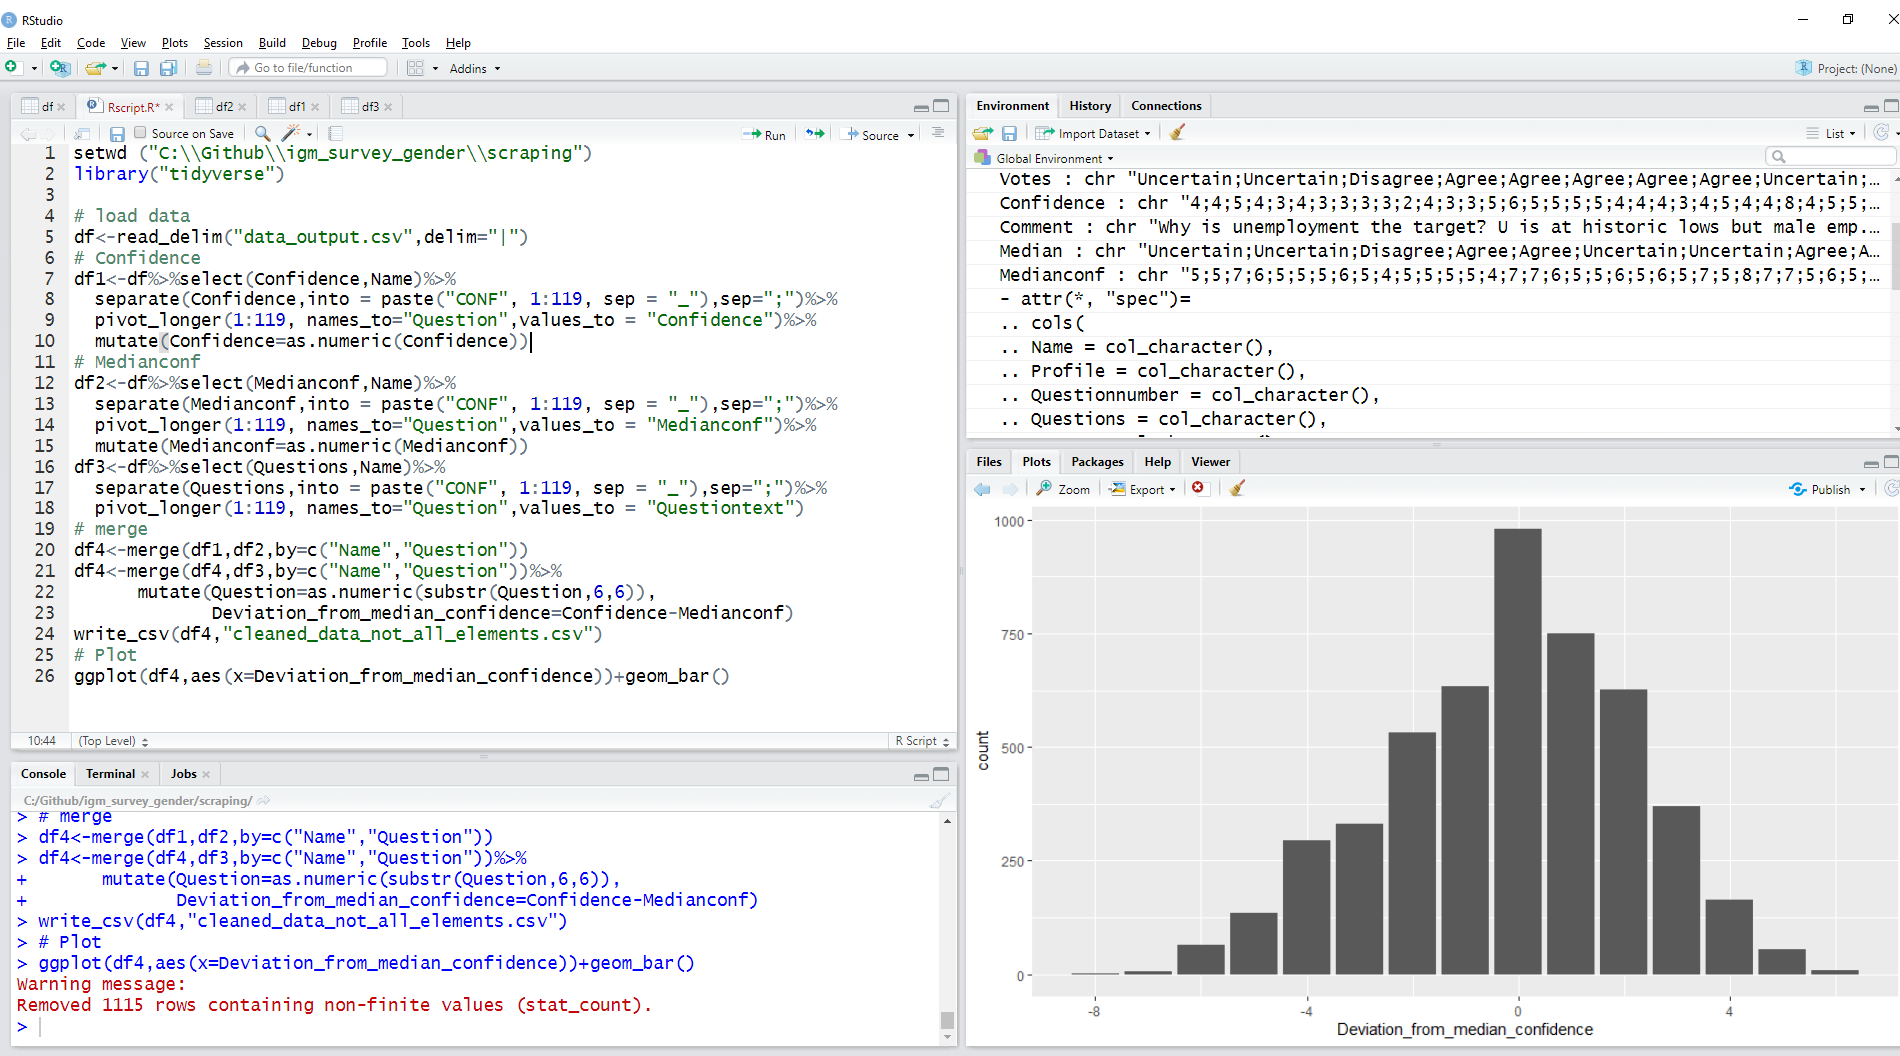 RStudio
File Edit Code View Plots Session Build Debug Profile Tools Help
Go to file/function
Addins
Project: (None)
df
Rscript.R*
df2
df1
df3
Source on Save
Run
Source
1 setwd ("C:\\Github\\igm_survey_gender\\scraping")
2 library("tidyverse")
3
4 # load data
5 df<-read_delim("data_output.csv",delim="|")
6 # Confidence
7 df1<-df%>%select(Confidence,Name)%>%
8 separate(Confidence,into = paste("CONF", 1:119, sep = "_"),sep=";")%>%
9 pivot_longer(1:119, names_to="Question",values_to = "Confidence")%>%
10 mutate(Confidence=as.numeric(Confidence))
11 # Medianconf
12 df2<-df%>%select(Medianconf,Name)%>%
13 separate(Medianconf,into = paste("CONF", 1:119, sep = "_"),sep=";")%>%
14 pivot_longer(1:119, names_to="Question",values_to = "Medianconf")%>%
15 mutate(Medianconf=as.numeric(Medianconf))
16 df3<-df%>%select(Questions,Name)%>%
17 separate(Questions,into = paste("CONF", 1:119, sep = "_"),sep=";")%>%
18 pivot_longer(1:119, names_to="Question",values_to = "Questiontext")
19 # merge
20 df4<-merge(df1,df2,by=c("Name","Question"))
21 df4<-merge(df4,df3,by=c("Name","Question"))%>%
22 mutate(Question=as.numeric(substr(Question,6,6)),
23 Deviation_from_median_confidence=Confidence-Medianconf)
24 write_csv(df4,"cleaned_data_not_all_elements.csv")
25 # Plot
26 ggplot(df4,aes(x=Deviation_from_median_confidence))+geom_bar()
10:44 (Top Level) R Script
Console Terminal Jobs
C:/Github/igm_survey_gender/scraping/
> # merge
> df4<-merge(df1,df2,by=c("Name","Question"))
> df4<-merge(df4,df3,by=c("Name","Question"))%>%
+ mutate(Question=as.numeric(substr(Question,6,6)),
+ Deviation_from_median_confidence=Confidence-Medianconf)
> write_csv(df4,"cleaned_data_not_all_elements.csv")
> # Plot
> ggplot(df4,aes(x=Deviation_from_median_confidence))+geom_bar()
Warning message:
Removed 1115 rows containing non-finite values (stat_count).
>
Environment History Connections
Import Dataset
List
Global Environment
Votes : chr "Uncertain;Uncertain;Disagree;Agree;Agree;Agree;Agree;Agree;Uncertain;…
Confidence : chr "4;4;5;4;3;4;3;3;3;3;2;4;3;3;5;6;5;5;5;5;4;4;4;3;4;5;4;4;8;4;5;5;…
Comment : chr "Why is unemployment the target? U is at historic lows but male emp.…
Median : chr "Uncertain;Uncertain;Disagree;Agree;Agree;Uncertain;Uncertain;Agree;A…
Medianconf : chr "5;5;7;6;5;5;5;6;5;4;5;5;5;5;4;7;7;6;5;5;6;5;6;5;7;5;8;7;7;5;6;5;…
- attr(*, "spec")=
.. cols(
.. Name = col_character(),
.. Profile = col_character(),
.. Questionnumber = col_character(),
.. Questions = col_character(),
Files Plots Packages Help Viewer
Zoom Export Publish
1000
750
500
250
0
count
-8 -4 0 4
Deviation_from_median_confidence